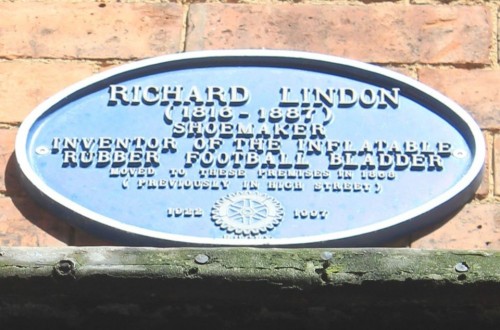 RICHARD LINDON
(1816-1887)
SHOEMAKER
INVENTOR OF THE INFLATABLE
RUBBER FOOTBALL BLADDER
MOVED TO THESE PREMISES IN
(PREVIOUSLY IN HIGH STREET)
1922 1997